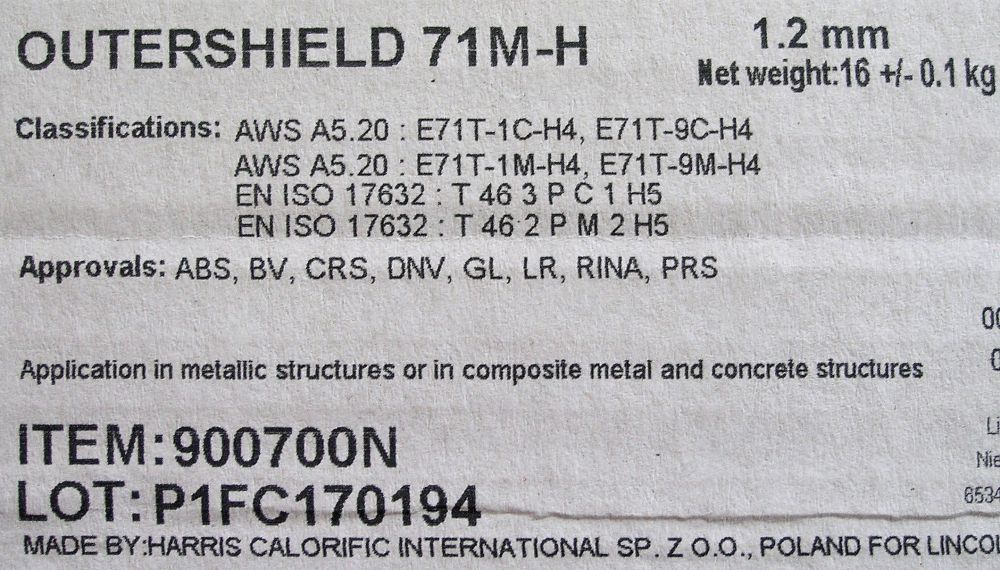 OUTERSHIELD 71M-H 1.2 mm
Net weight:16 +/- 0.1 kg
Classifications: AWS A5.20 : E71T-1C-H4, E71T-9C-H4
AWS A5.20 : E71T-1M-H4, E71T-9M-H4
EN ISO 17632 : T 46 3 P C 1 H5
EN ISO 17632 : T 46 2 P M 2 H5
Approvals: ABS, BV, CRS, DNV, GL, LR, RINA, PRS
Application in metallic structures or in composite metal and concrete structures
ITEM:900700N
LOT:P1FC170194
MADE BY:HARRIS CALORIFIC INTERNATIONAL SP. Z O.O., POLAND FOR